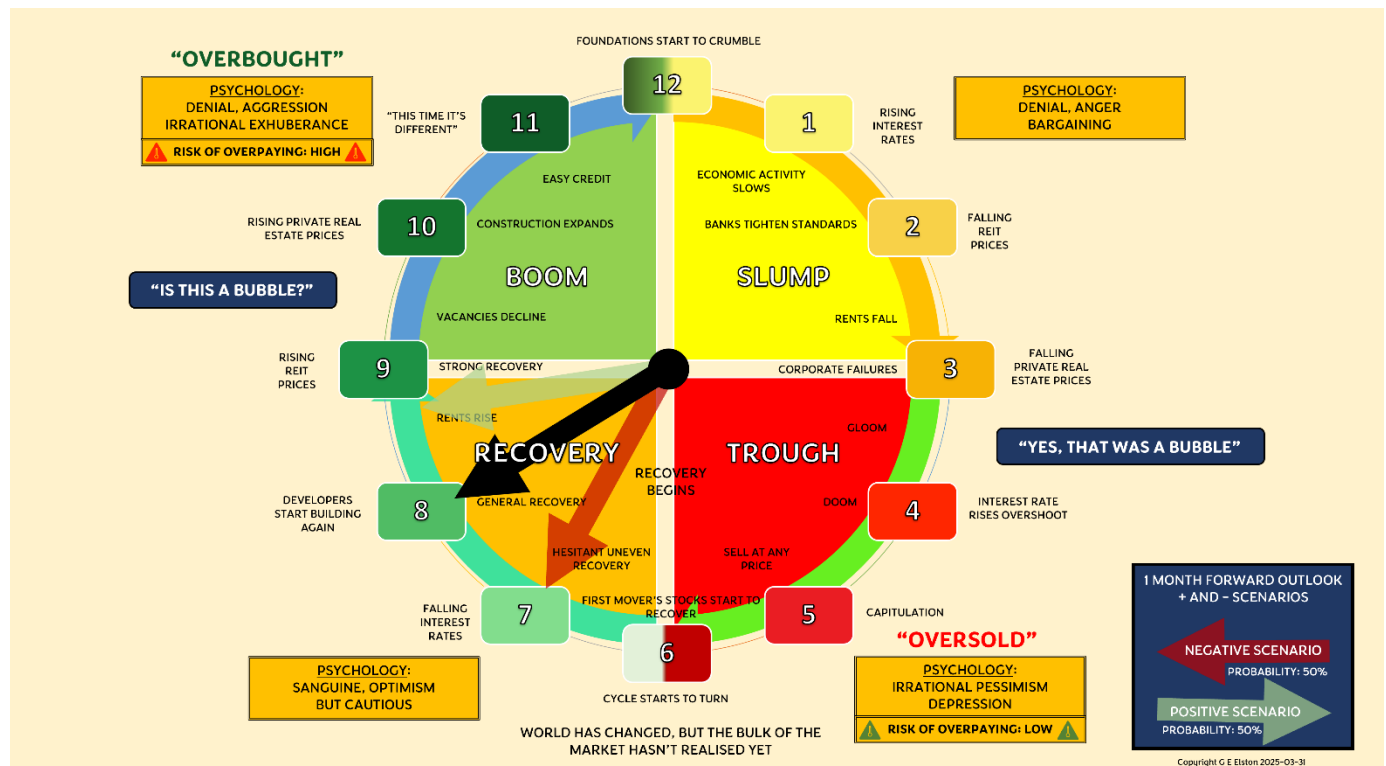 FOUNDATIONS START TO CRUMBLE
12
“OVERBOUGHT”
PSYCHOLOGY:
DENIAL, AGGRESSION
IRRATIONAL EXHUBERANCE
RISK OF OVERPAYING: HIGH
“THIS TIME IT’S
DIFFERENT”
11
1
RISING
INTEREST
RATES
PSYCHOLOGY:
DENIAL, ANGER
BARGAINING
EASY CREDIT
ECONOMIC ACTIVITY
SLOWS
RISING PRIVATE REAL
ESTATE PRICES
10
CONSTRUCTION EXPANDS
BANKS TIGHTEN STANDARDS
2
FALLING
REIT
PRICES
BOOM
SLUMP
“IS THIS A BUBBLE?”
VACANCIES DECLINE
RENTS FALL
RISING
REIT
PRICES
9
STRONG RECOVERY
CORPORATE FAILURES
3
FALLING
PRIVATE REAL
ESTATE PRICES
RENTS RISE
GLOOM
RECOVERY
TROUGH
“YES, THAT WAS A BUBBLE”
RECOVERY
BEGINS
DEVELOPERS
START BUILDING
AGAIN
8
GENERAL RECOVERY
DOOM
4
INTEREST RATE
RISES OVERSHOOT
HESITANT UNEVEN
RECOVERY
SELL AT ANY
PRICE
FALLING
INTEREST
RATES
7
FIRST MOVER’S STOCKS START TO
RECOVER
5
CAPITULATION
6
CYCLE STARTS TO TURN
“OVERSOLD”
PSYCHOLOGY:
SANGUINE, OPTIMISM
BUT CAUTIOUS
PSYCHOLOGY:
IRRATIONAL PESSIMISM
DEPRESSION
RISK OF OVERPAYING: LOW
WORLD HAS CHANGED, BUT THE BULK OF THE
MARKET HASN’T REALISED YET
1 MONTH FORWARD OUTLOOK
+ AND - SCENARIOS
NEGATIVE SCENARIO
PROBABILITY: 50%
POSITIVE SCENARIO
PROBABILITY: 50%
Copyright G E Elston 2025-03-31